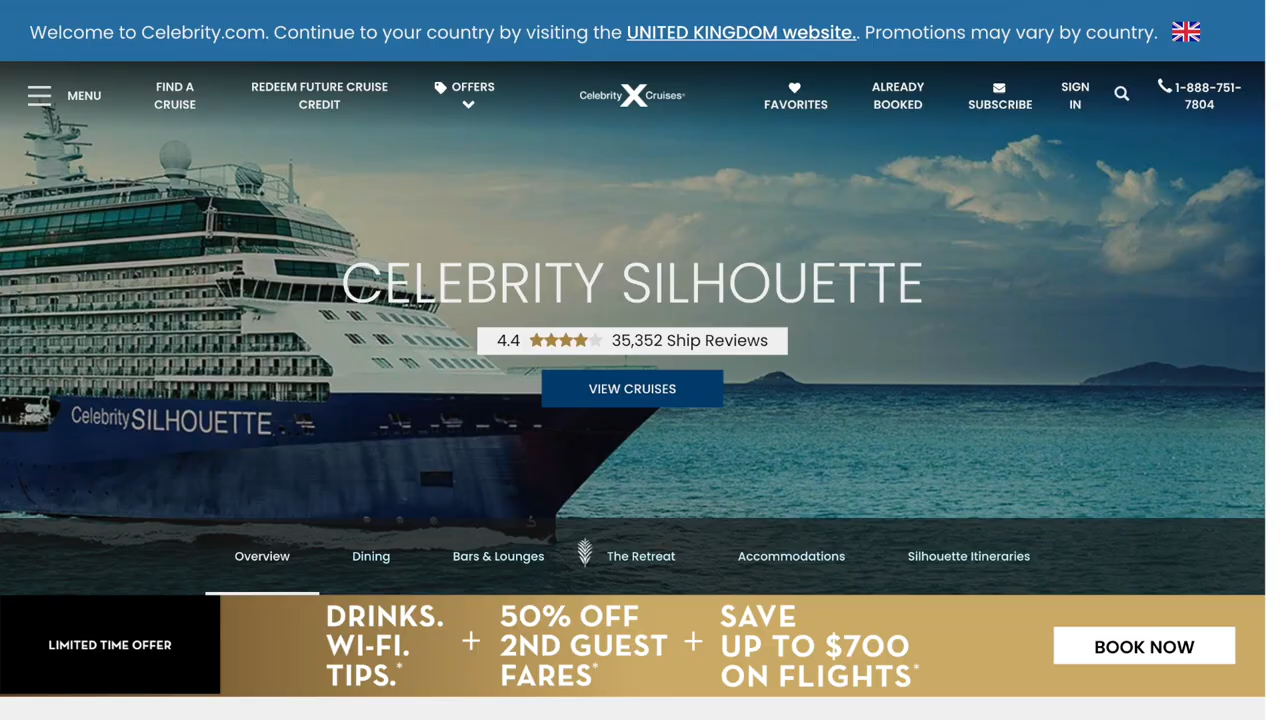 Welcome to Celebrity.com. Continue to your country by visiting the UNITED KINGDOM website.. Promotions may vary by country.
MENU
FIND A
CRUISE
REDEEM FUTURE CRUISE
CREDIT
OFFERS
Celebrity X Cruises
FAVORITES
ALREADY
BOOKED
SUBSCRIBE
SIGN
IN
1-888-751-
7804
CELEBRITY SILHOUETTE
4.4 35,352 Ship Reviews
VIEW CRUISES
Celebrity SILHOUETTE
Overview
Dining
Bars & Lounges
The Retreat
Accommodations
Silhouette Itineraries
LIMITED TIME OFFER
DRINKS.
WI-FI.
TIPS.*
+
50% OFF
2ND GUEST
FARES*
+
SAVE
UP TO $700
ON FLIGHTS*
BOOK NOW